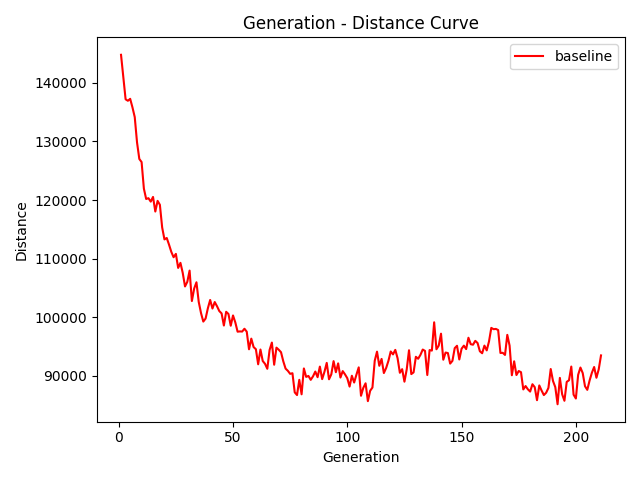 Generation - Distance Curve
baseline
140000
130000
120000
110000
100000
90000
Distance
0 50 100 150 200
Generation